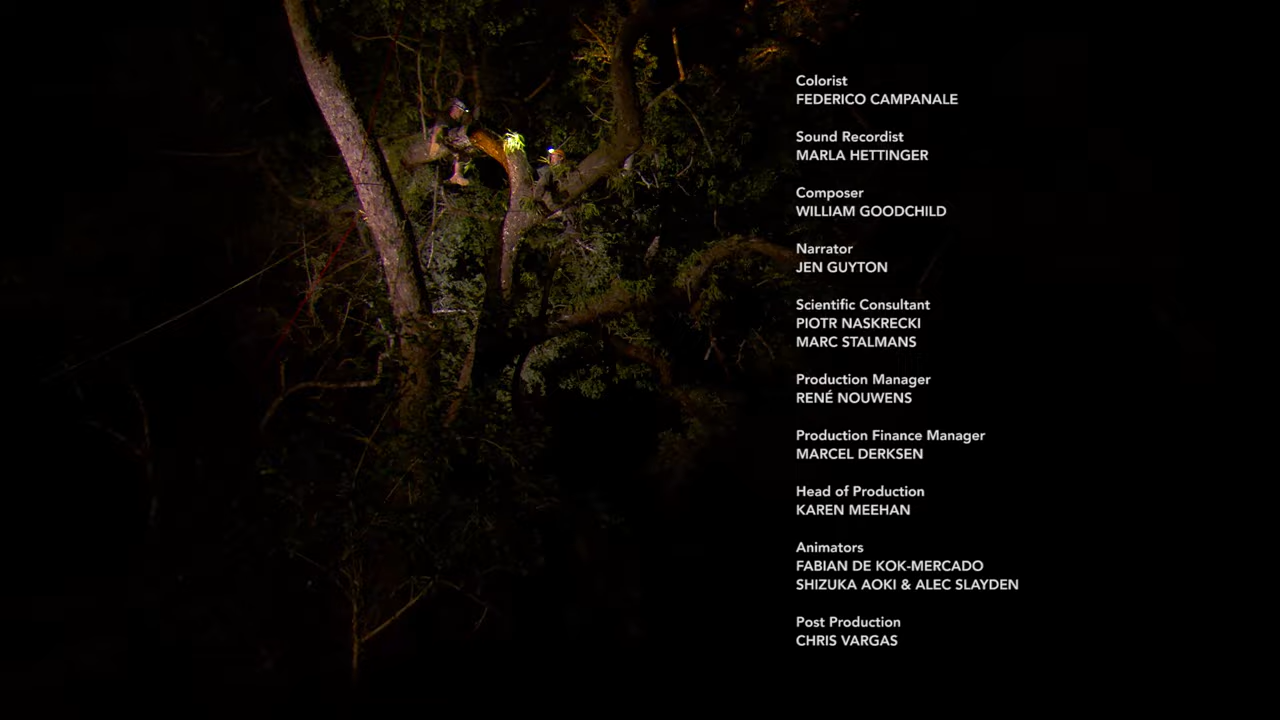 Colorist
FEDERICO CAMPANALE
Sound Recordist
MARLA HETTINGER
Composer
WILLIAM GOODCHILD
Narrator
JEN GUYTON
Scientific Consultant
PIOTR NASKRECKI
MARC STALMANS
Production Manager
RENÉ NOUWENS
Production Finance Manager
MARCEL DERKSEN
Head of Production
KAREN MEEHAN
Animators
FABIAN DE KOK-MERCADO
SHIZUKA AOKI & ALEC SLAYDEN
Post Production
CHRIS VARGAS